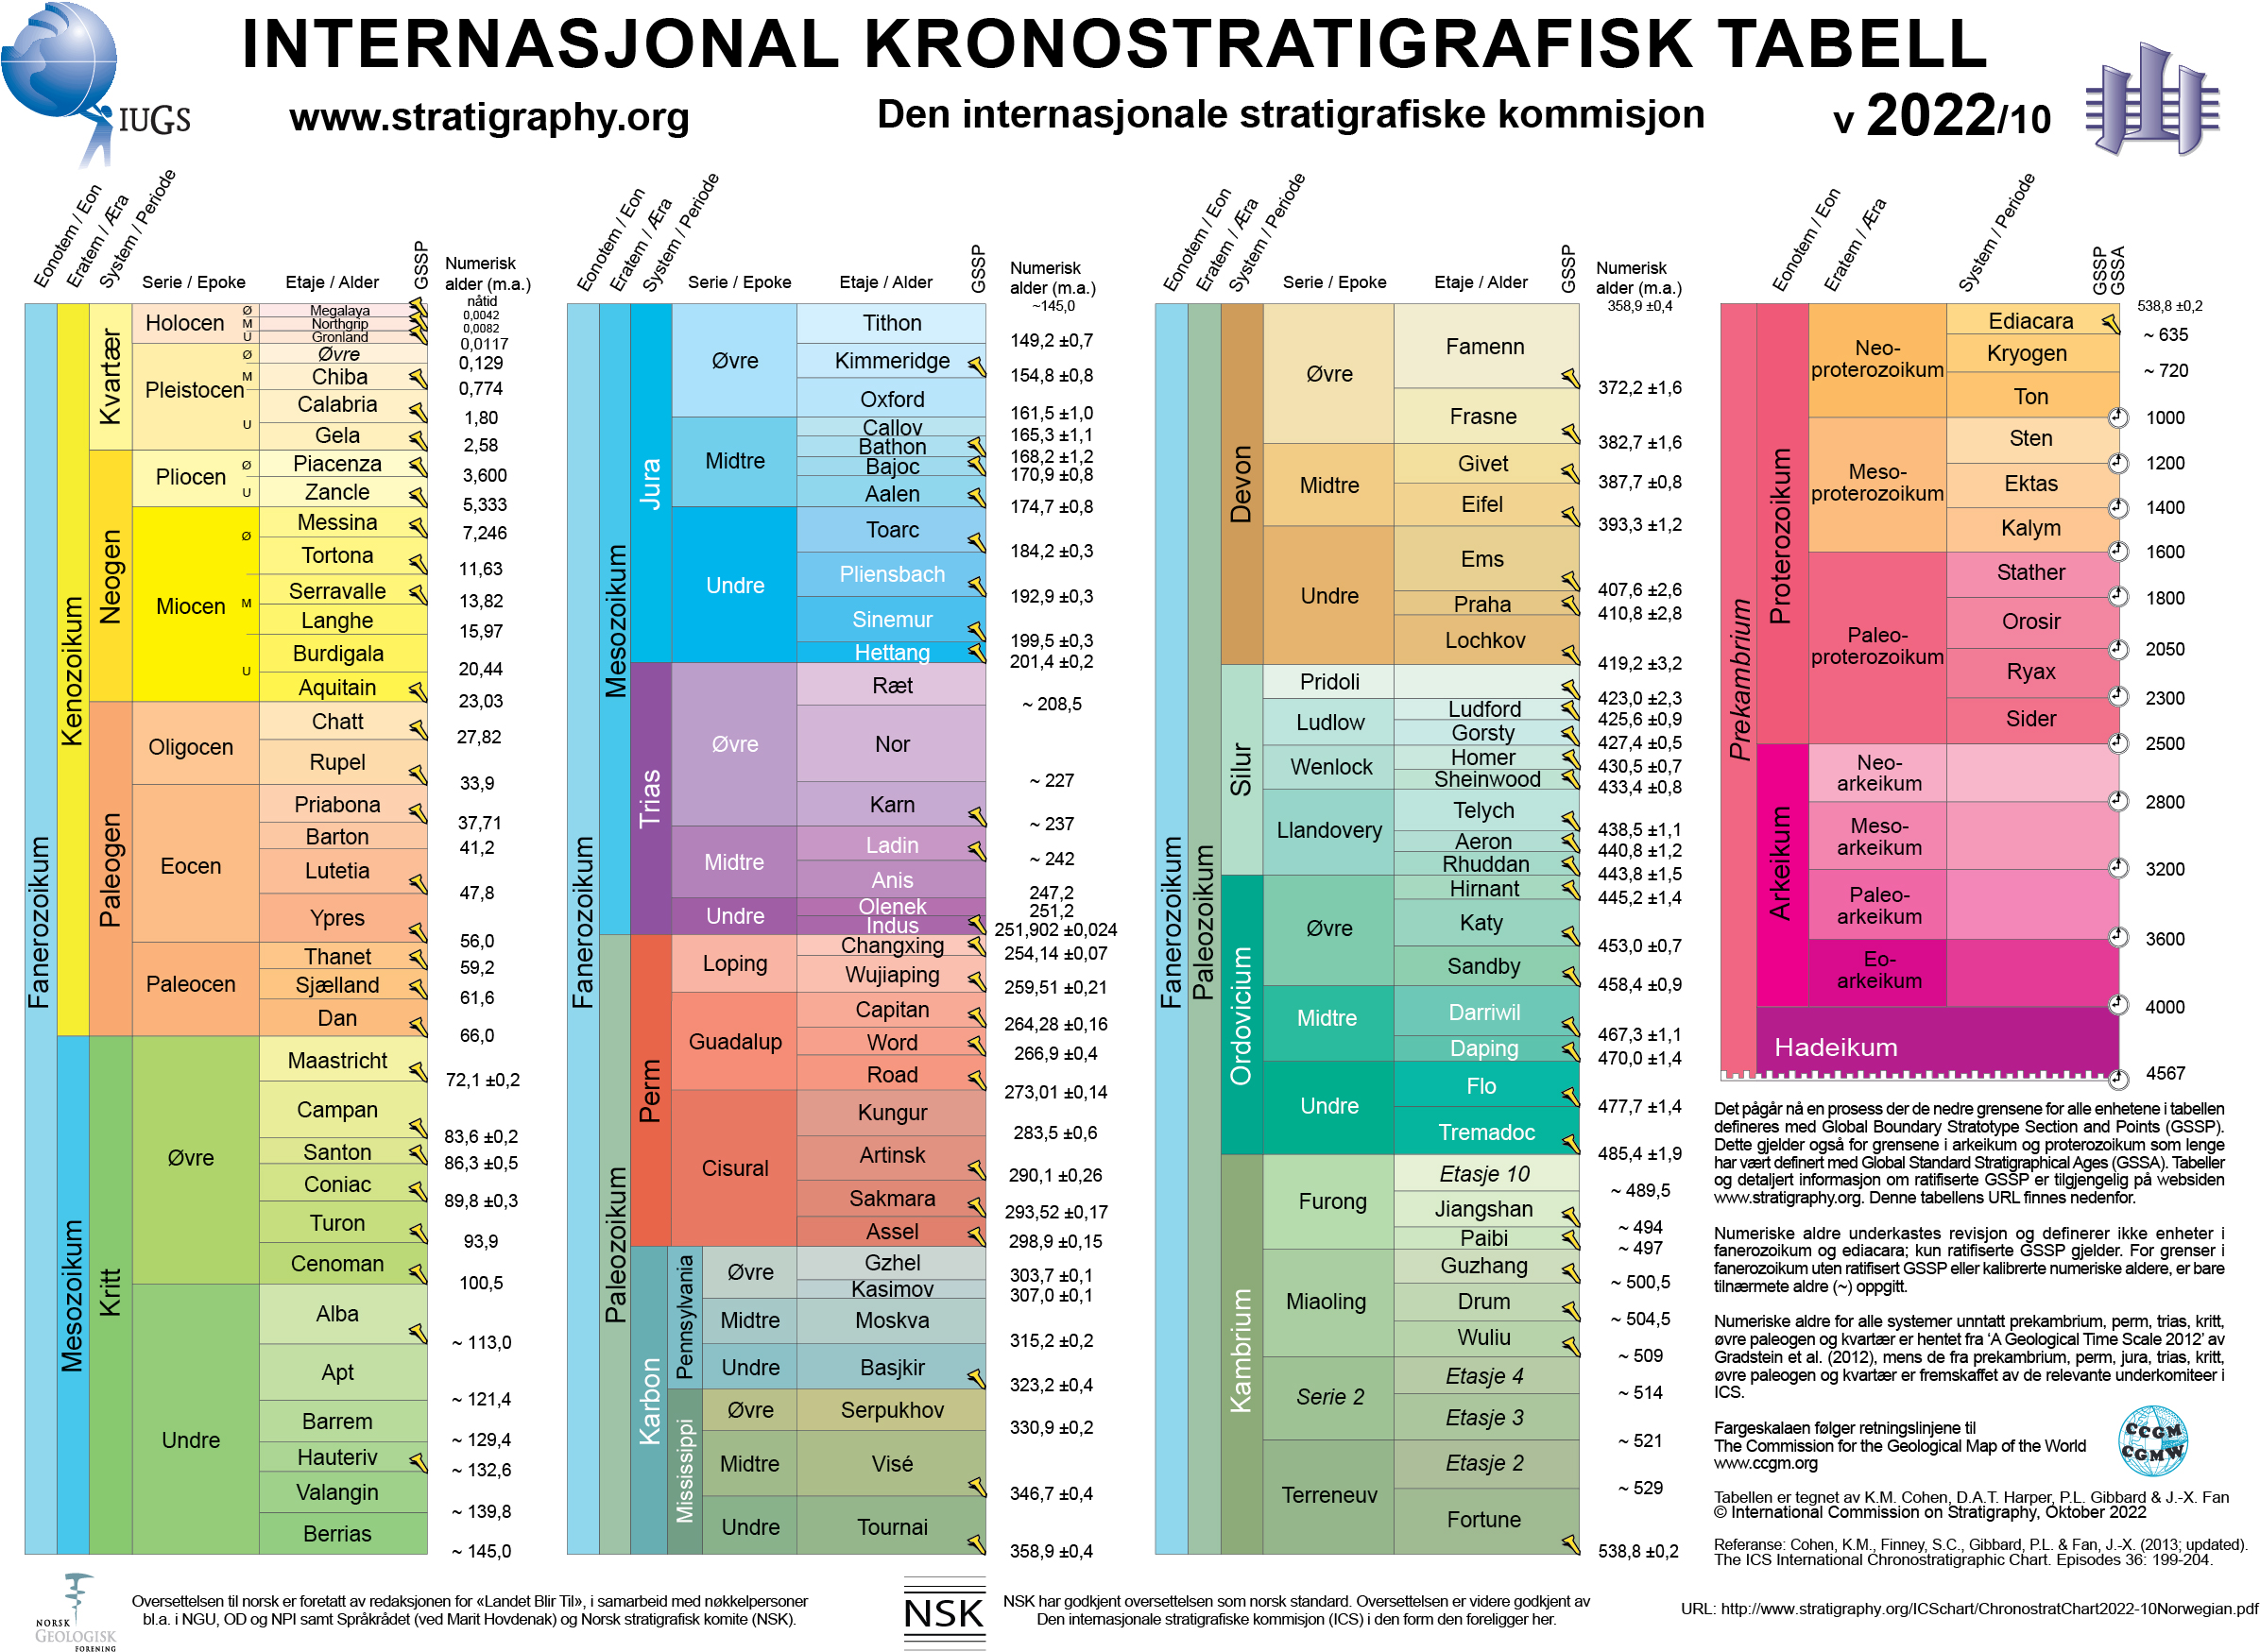 INTERNASJONAL KRONOSTRATIGRAFISK TABELL
IUGS
www.stratigraphy.org
Den internasjonale stratigrafiske kommisjon
v 2022/10
Eonotem / Eon
Eratem / Æra
System / Periode
Serie / Epoke
Etaje / Alder
GSSP
Numerisk
alder (m.a.)
Fanerozoikum
Kenozoikum
Mesozoikum
Kvartær
Neogen
Paleogen
Kritt
Holocen
Ø
M
U
Pleistocen
Ø
M
U
Pliocen
Ø
U
Miocen
Ø
M
U
Oligocen
Eocen
Paleocen
Øvre
Undre
Megalaya
Northgrip
Gronland
Øvre
Chiba
Calabria
Gela
Piacenza
Zancle
Messina
Tortona
Serravalle
Langhe
Burdigala
Aquitain
Chatt
Rupel
Priabona
Barton
Lutetia
Ypres
Thanet
Sjælland
Dan
Maastricht
Campan
Santon
Coniac
Turon
Cenoman
Alba
Apt
Barrem
Hauteriv
Valangin
Berrias
nåtid
0,0042
0,0082
0,0117
0,129
0,774
1,80
2,58
3,600
5,333
7,246
11,63
13,82
15,97
20,44
23,03
27,82
33,9
37,71
41,2
47,8
56,0
59,2
61,6
66,0
72,1 ±0,2
83,6 ±0,2
86,3 ±0,5
89,8 ±0,3
93,9
100,5
~ 113,0
~ 121,4
~ 129,4
~ 132,6
~ 139,8
~ 145,0
Eonotem / Eon
Eratem / Æra
System / Periode
Serie / Epoke
Etaje / Alder
GSSP
Numerisk
alder (m.a.)
Fanerozoikum
Mesozoikum
Paleozoikum
Jura
Trias
Perm
Karbon
Pennsylvania
Mississippi
Øvre
Midtre
Undre
Øvre
Midtre
Undre
Loping
Guadalup
Cisural
Øvre
Midtre
Undre
Øvre
Midtre
Undre
Tithon
Kimmeridge
Oxford
Callov
Bathon
Bajoc
Aalen
Toarc
Pliensbach
Sinemur
Hettang
Ræt
Nor
Karn
Ladin
Anis
Olenek
Indus
Changxing
Wujiaping
Capitan
Word
Road
Kungur
Artinsk
Sakmara
Assel
Gzhel
Kasimov
Moskva
Basjkir
Serpukhov
Visé
Tournai
~145,0
149,2 ±0,7
154,8 ±0,8
161,5 ±1,0
165,3 ±1,1
168,2 ±1,2
170,9 ±0,8
174,7 ±0,8
184,2 ±0,3
192,9 ±0,3
199,5 ±0,3
201,4 ±0,2
~ 208,5
~ 227
~ 237
~ 242
247,2
251,2
251,902 ±0,024
254,14 ±0,07
259,51 ±0,21
264,28 ±0,16
266,9 ±0,4
273,01 ±0,14
283,5 ±0,6
290,1 ±0,26
293,52 ±0,17
298,9 ±0,15
303,7 ±0,1
307,0 ±0,1
315,2 ±0,2
323,2 ±0,4
330,9 ±0,2
346,7 ±0,4
358,9 ±0,4
Eonotem / Eon
Eratem / Æra
System / Periode
Serie / Epoke
Etaje / Alder
GSSP
Numerisk
alder (m.a.)
Fanerozoikum
Paleozoikum
Devon
Silur
Ordovicium
Kambrium
Øvre
Midtre
Undre
Pridoli
Ludlow
Wenlock
Llandovery
Øvre
Midtre
Undre
Furong
Miaoling
Serie 2
Terreneuv
Famenn
Frasne
Givet
Eifel
Ems
Praha
Lochkov
Ludford
Gorsty
Homer
Sheinwood
Telych
Aeron
Rhuddan
Hirnant
Katy
Sandby
Darriwil
Daping
Flo
Tremadoc
Etasje 10
Jiangshan
Paibi
Guzhang
Drum
Wuliu
Etasje 4
Etasje 3
Etasje 2
Fortune
358,9 ±0,4
372,2 ±1,6
382,7 ±1,6
387,7 ±0,8
393,3 ±1,2
407,6 ±2,6
410,8 ±2,8
419,2 ±3,2
423,0 ±2,3
425,6 ±0,9
427,4 ±0,5
430,5 ±0,7
433,4 ±0,8
438,5 ±1,1
440,8 ±1,2
443,8 ±1,5
445,2 ±1,4
453,0 ±0,7
458,4 ±0,9
467,3 ±1,1
470,0 ±1,4
477,7 ±1,4
485,4 ±1,9
~ 489,5
~ 494
~ 497
~ 500,5
~ 504,5
~ 509
~ 514
~ 521
~ 529
538,8 ±0,2
Eonotem / Eon
Eratem / Æra
System / Periode
GSSP
GSSA
Prekambrium
Proterozoikum
Arkeikum
Hadeikum
Neo-
proterozoikum
Meso-
proterozoikum
Paleo-
proterozoikum
Neo-
arkeikum
Meso-
arkeikum
Paleo-
arkeikum
Eo-
arkeikum
Ediacara
Kryogen
Ton
Sten
Ektas
Kalym
Stather
Orosir
Ryax
Sider
538,8 ±0,2
~ 635
~ 720
1000
1200
1400
1600
1800
2050
2300
2500
2800
3200
3600
4000
4567
Det pågår nå en prosess der de nedre grensene for alle enhetene i tabellen
defineres med Global Boundary Stratotype Section and Points (GSSP).
Dette gjelder også for grensene i arkeikum og proterozoikum som lenge
har vært definert med Global Standard Stratigraphical Ages (GSSA). Tabeller
og detaljert informasjon om ratifiserte GSSP er tilgjengelig på websiden
www.stratigraphy.org. Denne tabellens URL finnes nedenfor.
Numeriske aldre underkastes revisjon og definerer ikke enheter i
fanerozoikum og ediacara; kun ratifiserte GSSP gjelder. For grenser i
fanerozoikum uten ratifisert GSSP eller kalibrerte numeriske aldere, er bare
tilnærmete aldre (~) oppgitt.
Numeriske aldre for alle systemer unntatt prekambrium, perm, trias, kritt,
øvre paleogen og kvartær er hentet fra ‘A Geological Time Scale 2012’ av
Gradstein et al. (2012), mens de fra prekambrium, perm, jura, trias, kritt,
øvre paleogen og kvartær er fremskaffet av de relevante underkomiteer i
ICS.
Fargeskalaen følger retningslinjene til
The Commission for the Geological Map of the World
www.ccgm.org
CCGM
CGMW
Tabellen er tegnet av K.M. Cohen, D.A.T. Harper, P.L. Gibbard & J.-X. Fan
© International Commission on Stratigraphy, Oktober 2022
Referanse: Cohen, K.M., Finney, S.C., Gibbard, P.L. & Fan, J.-X. (2013; updated).
The ICS International Chronostratigraphic Chart. Episodes 36: 199-204.
NORSK
GEOLOGISK
FORENING
Oversettelsen til norsk er foretatt av redaksjonen for «Landet Blir Til», i samarbeid med nøkkelpersoner
bl.a. i NGU, OD og NPI samt Språkrådet (ved Marit Hovdenak) og Norsk stratigrafisk komite (NSK).
NSK
NSK har godkjent oversettelsen som norsk standard. Oversettelsen er videre godkjent av
Den internasjonale stratigrafiske kommisjon (ICS) i den form den foreligger her.
URL: http://www.stratigraphy.org/ICSchart/ChronostratChart2022-10Norwegian.pdf